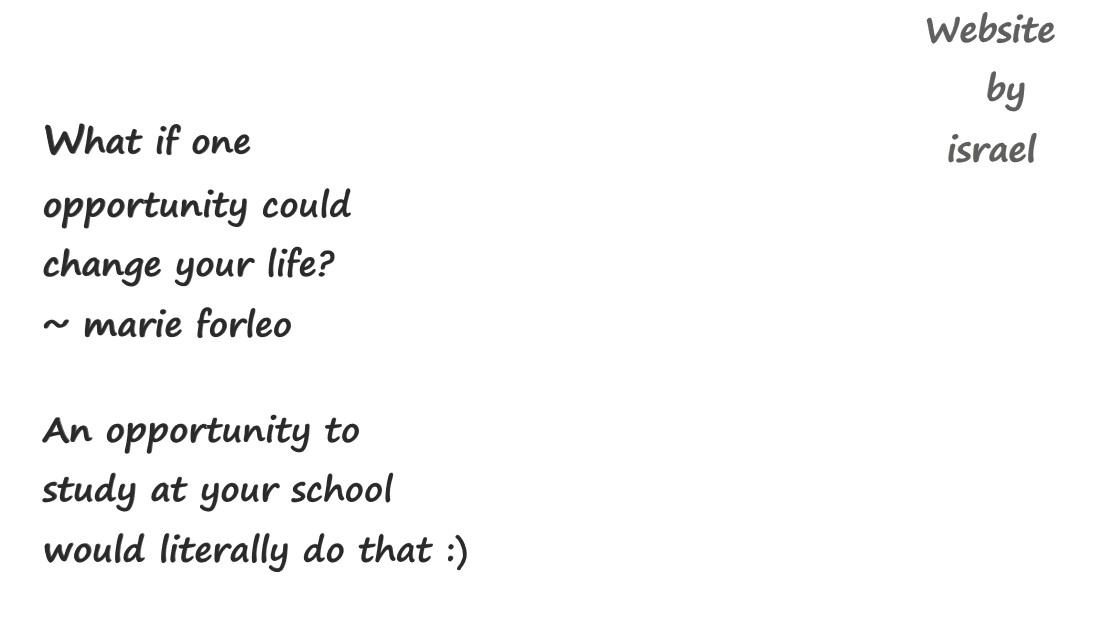 Website
by
israel
What if one
opportunity could
change your life?
~ marie forleo
An opportunity to
study at your school
would literally do that :)